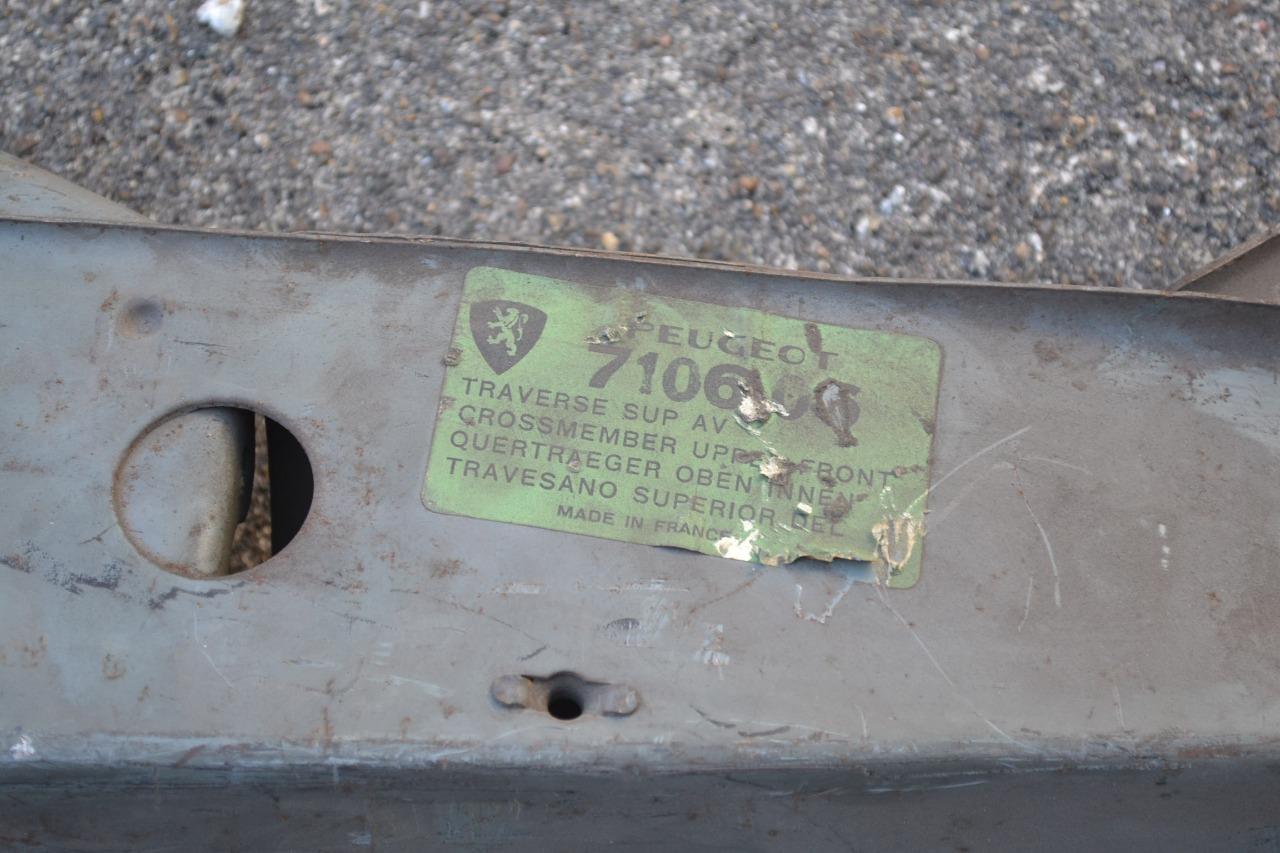 PEUGEOT
TRAVERSE SUP AV
CROSSMEMBER UPPER FRONT
QUERTRAEGER OBEN INNEN
TRAVESANO SUPERIOR DEL
MADE IN FRANCE